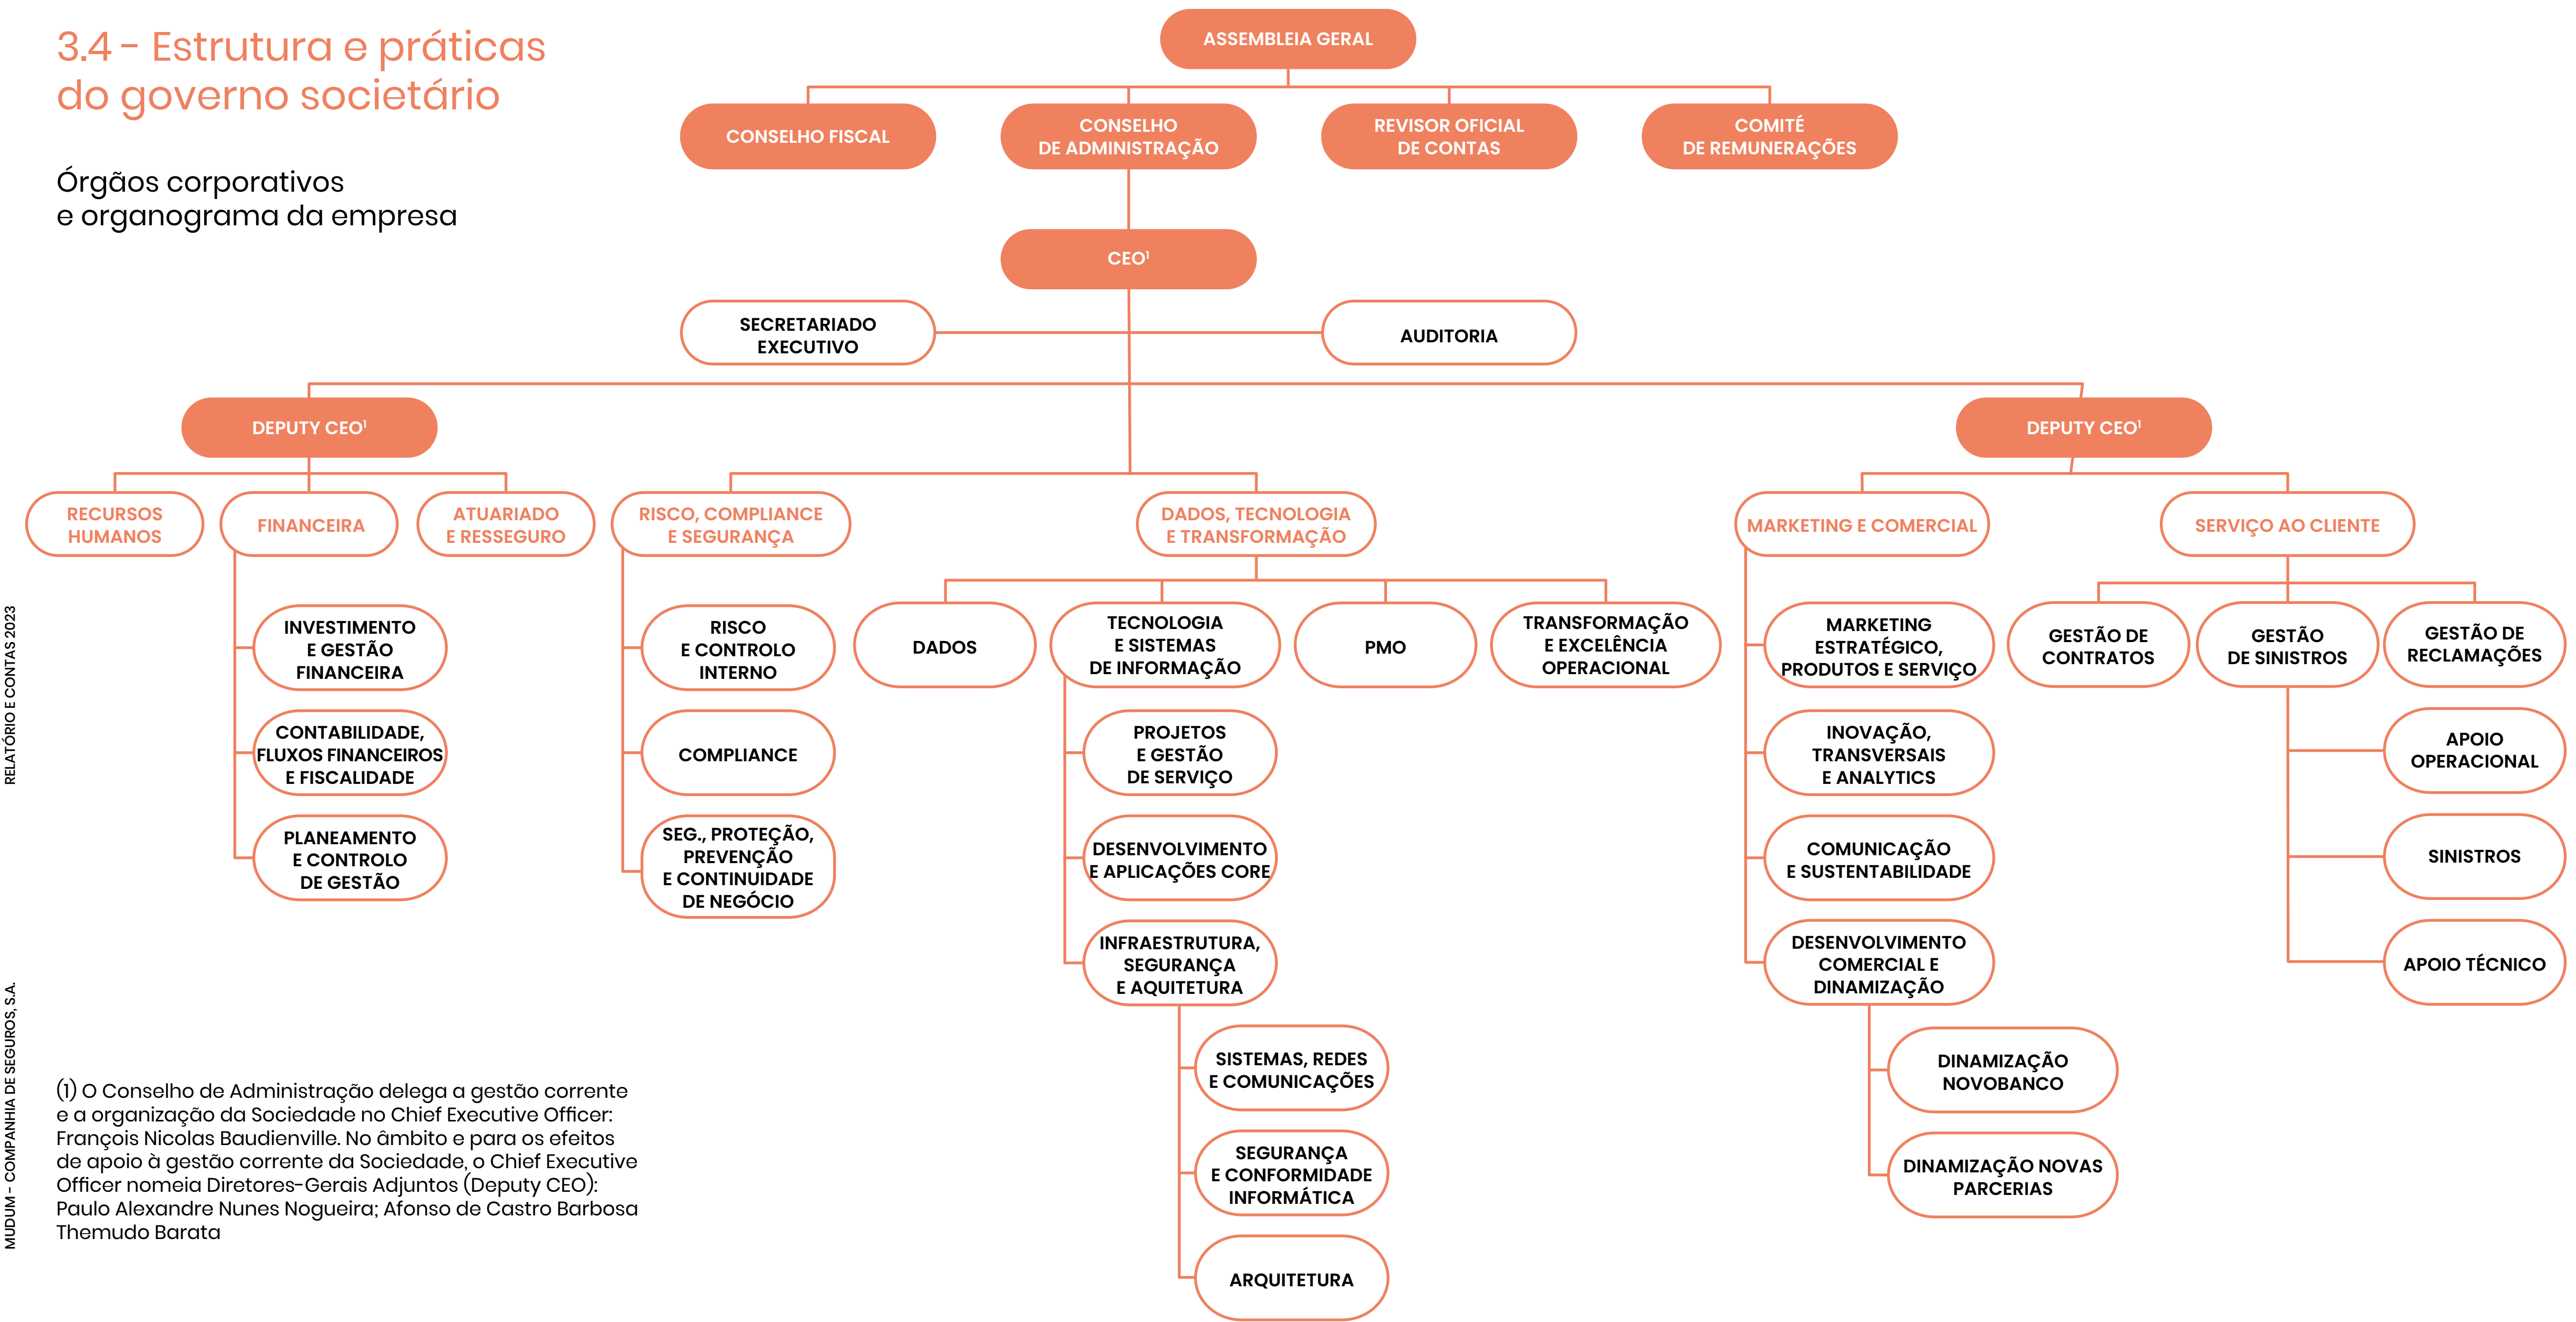 3.4 - Estrutura e práticas
do governo societário
Órgãos corporativos
e organograma da empresa
ASSEMBLEIA GERAL
CONSELHO FISCAL
CONSELHO
DE ADMINISTRAÇÃO
REVISOR OFICIAL
DE CONTAS
COMITÉ
DE REMUNERAÇÕES
CEO¹
SECRETARIADO
EXECUTIVO
AUDITORIA
DEPUTY CEO¹
DEPUTY CEO¹
RECURSOS
HUMANOS
FINANCEIRA
ATUARIADO
E RESSEGURO
RISCO, COMPLIANCE
E SEGURANÇA
DADOS, TECNOLOGIA
E TRANSFORMAÇÃO
MARKETING E COMERCIAL
SERVIÇO AO CLIENTE
INVESTIMENTO
E GESTÃO
FINANCEIRA
CONTABILIDADE,
FLUXOS FINANCEIROS
E FISCALIDADE
PLANEAMENTO
E CONTROLO
DE GESTÃO
RISCO
E CONTROLO
INTERNO
COMPLIANCE
SEG., PROTEÇÃO,
PREVENÇÃO
E CONTINUIDADE
DE NEGÓCIO
DADOS
TECNOLOGIA
E SISTEMAS
DE INFORMAÇÃO
PMO
TRANSFORMAÇÃO
E EXCELÊNCIA
OPERACIONAL
PROJETOS
E GESTÃO
DE SERVIÇO
DESENVOLVIMENTO
E APLICAÇÕES CORE
INFRAESTRUTURA,
SEGURANÇA
E AQUITETURA
SISTEMAS, REDES
E COMUNICAÇÕES
SEGURANÇA
E CONFORMIDADE
INFORMÁTICA
ARQUITETURA
MARKETING
ESTRATÉGICO,
PRODUTOS E SERVIÇO
INOVAÇÃO,
TRANSVERSAIS
E ANALYTICS
COMUNICAÇÃO
E SUSTENTABILIDADE
DESENVOLVIMENTO
COMERCIAL E
DINAMIZAÇÃO
DINAMIZAÇÃO
NOVOBANCO
DINAMIZAÇÃO NOVAS
PARCERIAS
GESTÃO DE
CONTRATOS
GESTÃO
DE SINISTROS
GESTÃO DE
RECLAMAÇÕES
APOIO
OPERACIONAL
SINISTROS
APOIO TÉCNICO
(1) O Conselho de Administração delega a gestão corrente
e a organização da Sociedade no Chief Executive Officer:
François Nicolas Baudienville. No âmbito e para os efeitos
de apoio à gestão corrente da Sociedade, o Chief Executive
Officer nomeia Diretores-Gerais Adjuntos (Deputy CEO):
Paulo Alexandre Nunes Nogueira; Afonso de Castro Barbosa
Themudo Barata
RELATÓRIO E CONTAS 2023
MUDUM - COMPANHIA DE SEGUROS, S.A.